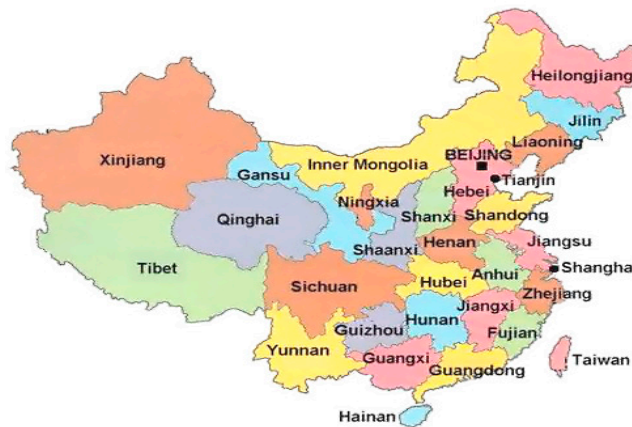 Heilongjiang
Jilin
Liaoning
Xinjiang
Inner Mongolia
BEIJING
Gansu
Tianjin
Hebei
Ningxia
Shanxi
Shandong
Qinghai
Shaanxi
Henan
Jiangsu
Tibet
Anhui
Shangha
Sichuan
Hubei
Zhejiang
Jiangxi
Hunan
Guizhou
Fujian
Yunnan
Guangxi
Taiwan
Guangdong
Hainan